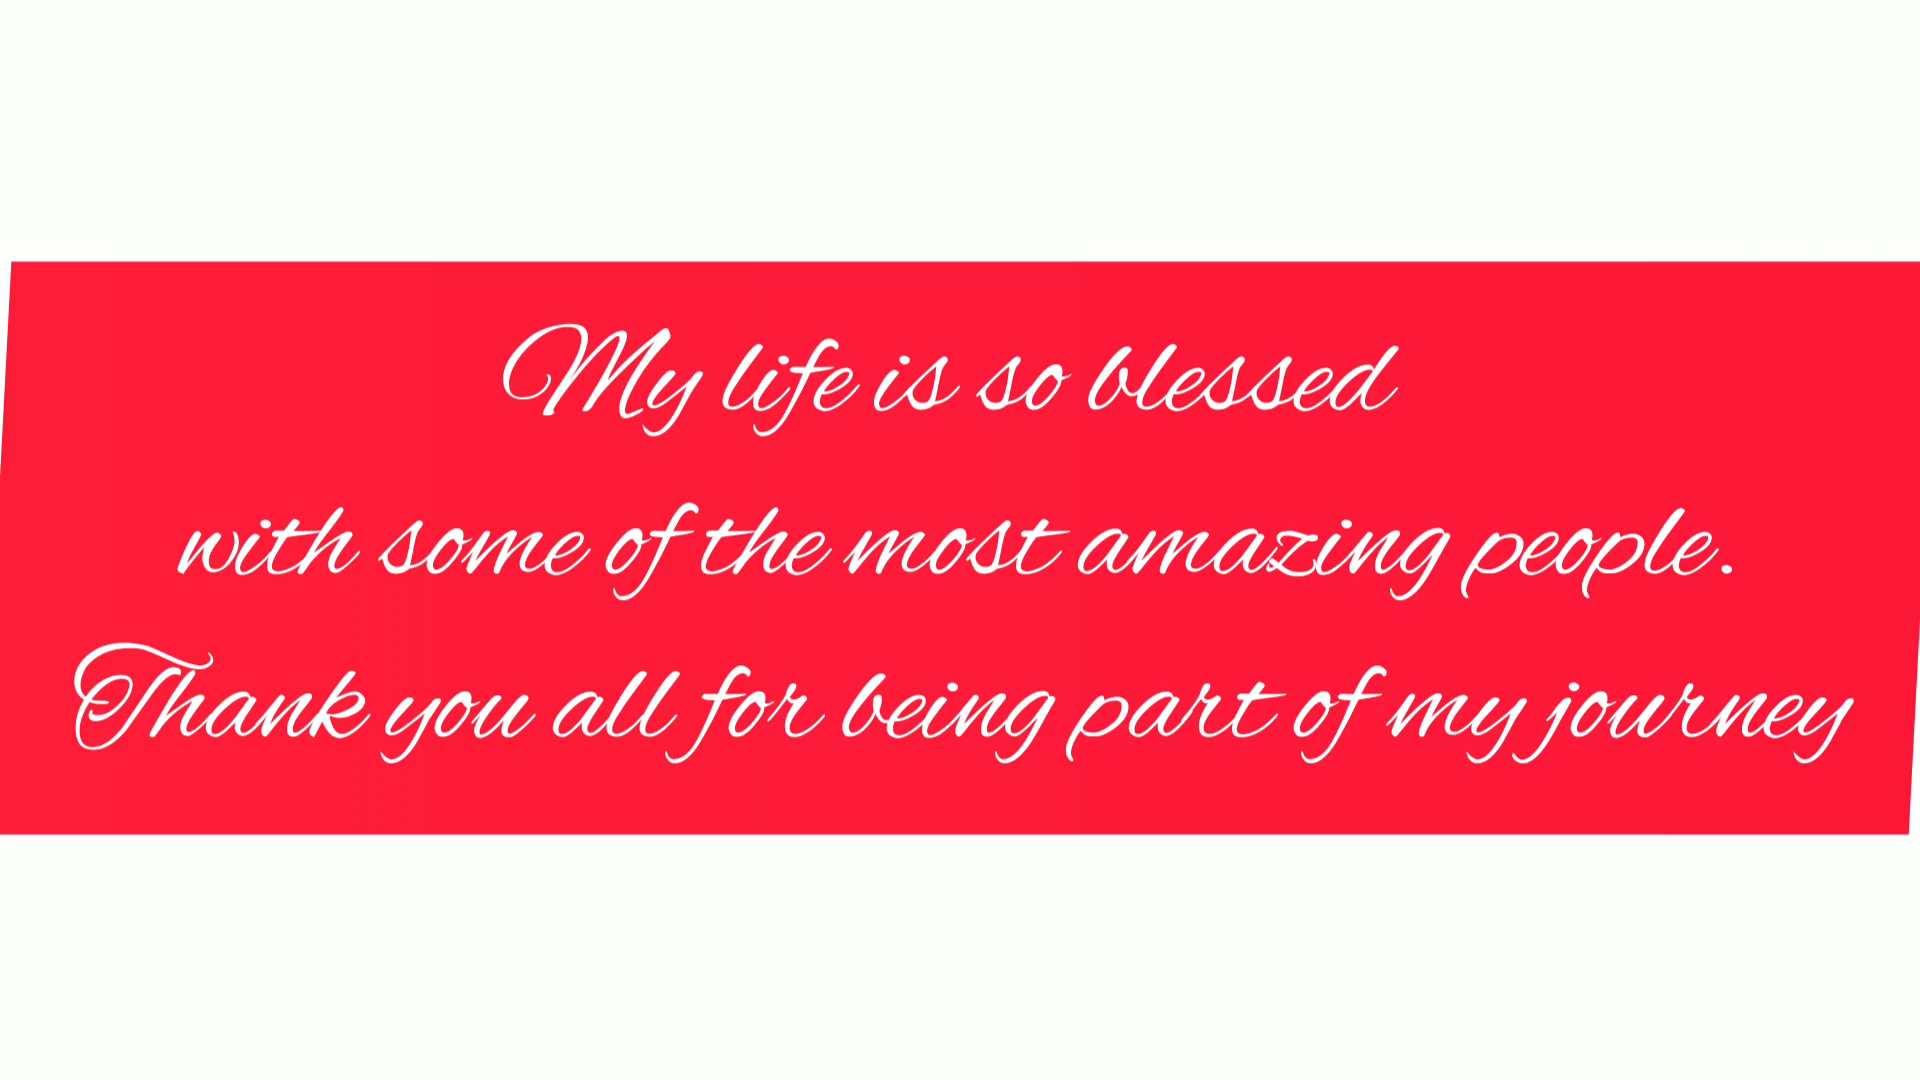 My life is so blessed
with some of the most amazing people.
Thank you all for being part of my journey